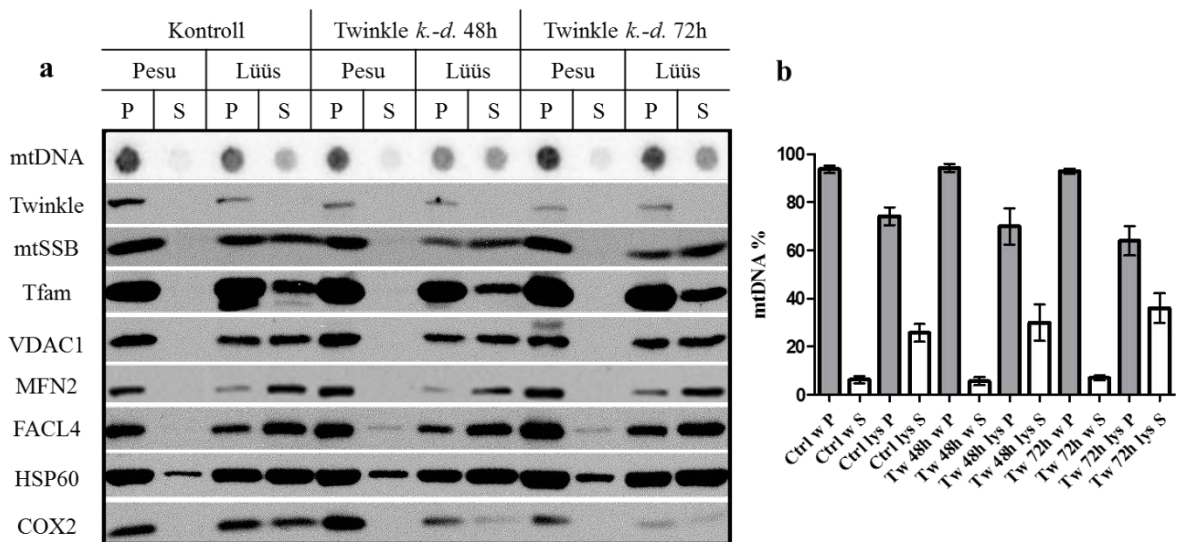 a
Kontroll Twinkle k.-d. 48h Twinkle k.-d. 72h
Pesu Lüüs Pesu Lüüs Pesu Lüüs
P S P S P S P S P S P S
mtDNA
Twinkle
mtSSB
Tfam
VDAC1
MFN2
FACL4
HSP60
COX2
b
mtDNA %
100
80
60
40
20
0
Ctrl w P
Ctrl w S
Ctrl lys P
Ctrl lys S
Tw 48h w P
Tw 48h w S
Tw 48h lys P
Tw 48h lys S
Tw 72h w P
Tw 72h w S
Tw 72h lys P
Tw 72h lys S